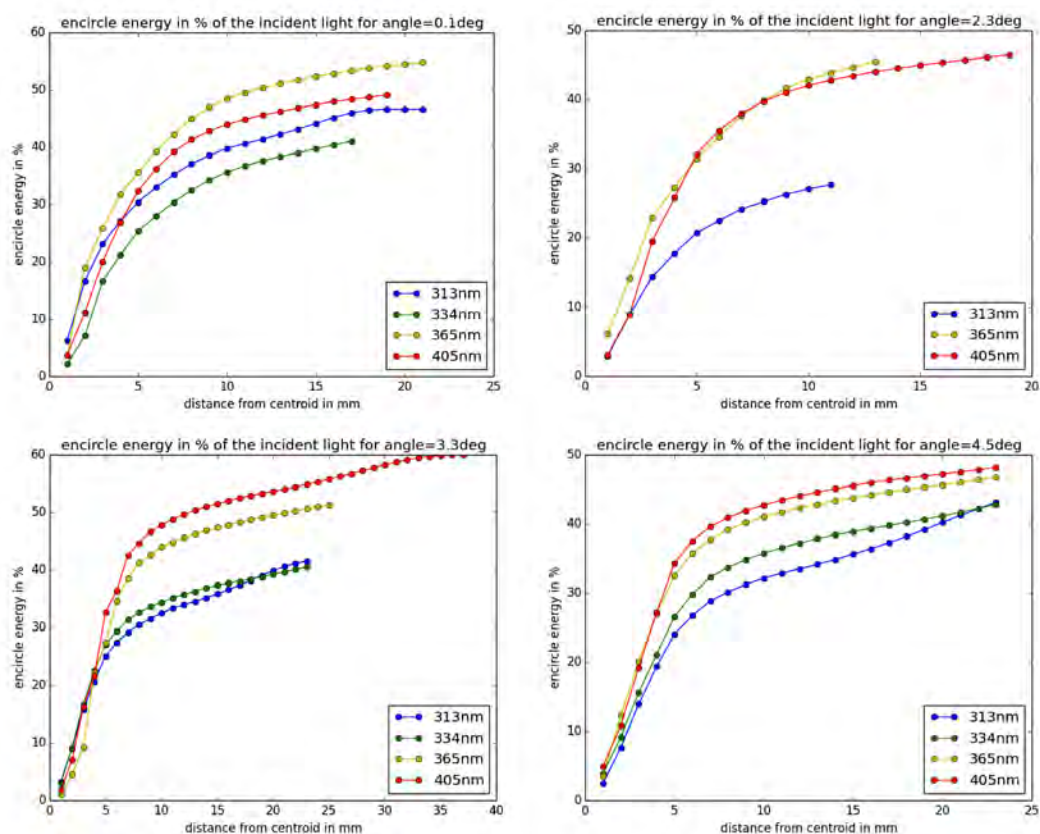 encircle energy in % of the incident light for angle=0.1deg
60
50
40
30
20
10
0
encircle energy in %
0 5 10 15 20 25
distance from centroid in mm
313nm
334nm
365nm
405nm
encircle energy in % of the incident light for angle=2.3deg
50
40
30
20
10
0
encircle energy in %
0 5 10 15 20
distance from centroid in mm
313nm
365nm
405nm
encircle energy in % of the incident light for angle=3.3deg
60
50
40
30
20
10
0
encircle energy in %
0 5 10 15 20 25 30 35 40
distance from centroid in mm
313nm
334nm
365nm
405nm
encircle energy in % of the incident light for angle=4.5deg
50
40
30
20
10
0
encircle energy in %
0 5 10 15 20 25
distance from centroid in mm
313nm
334nm
365nm
405nm